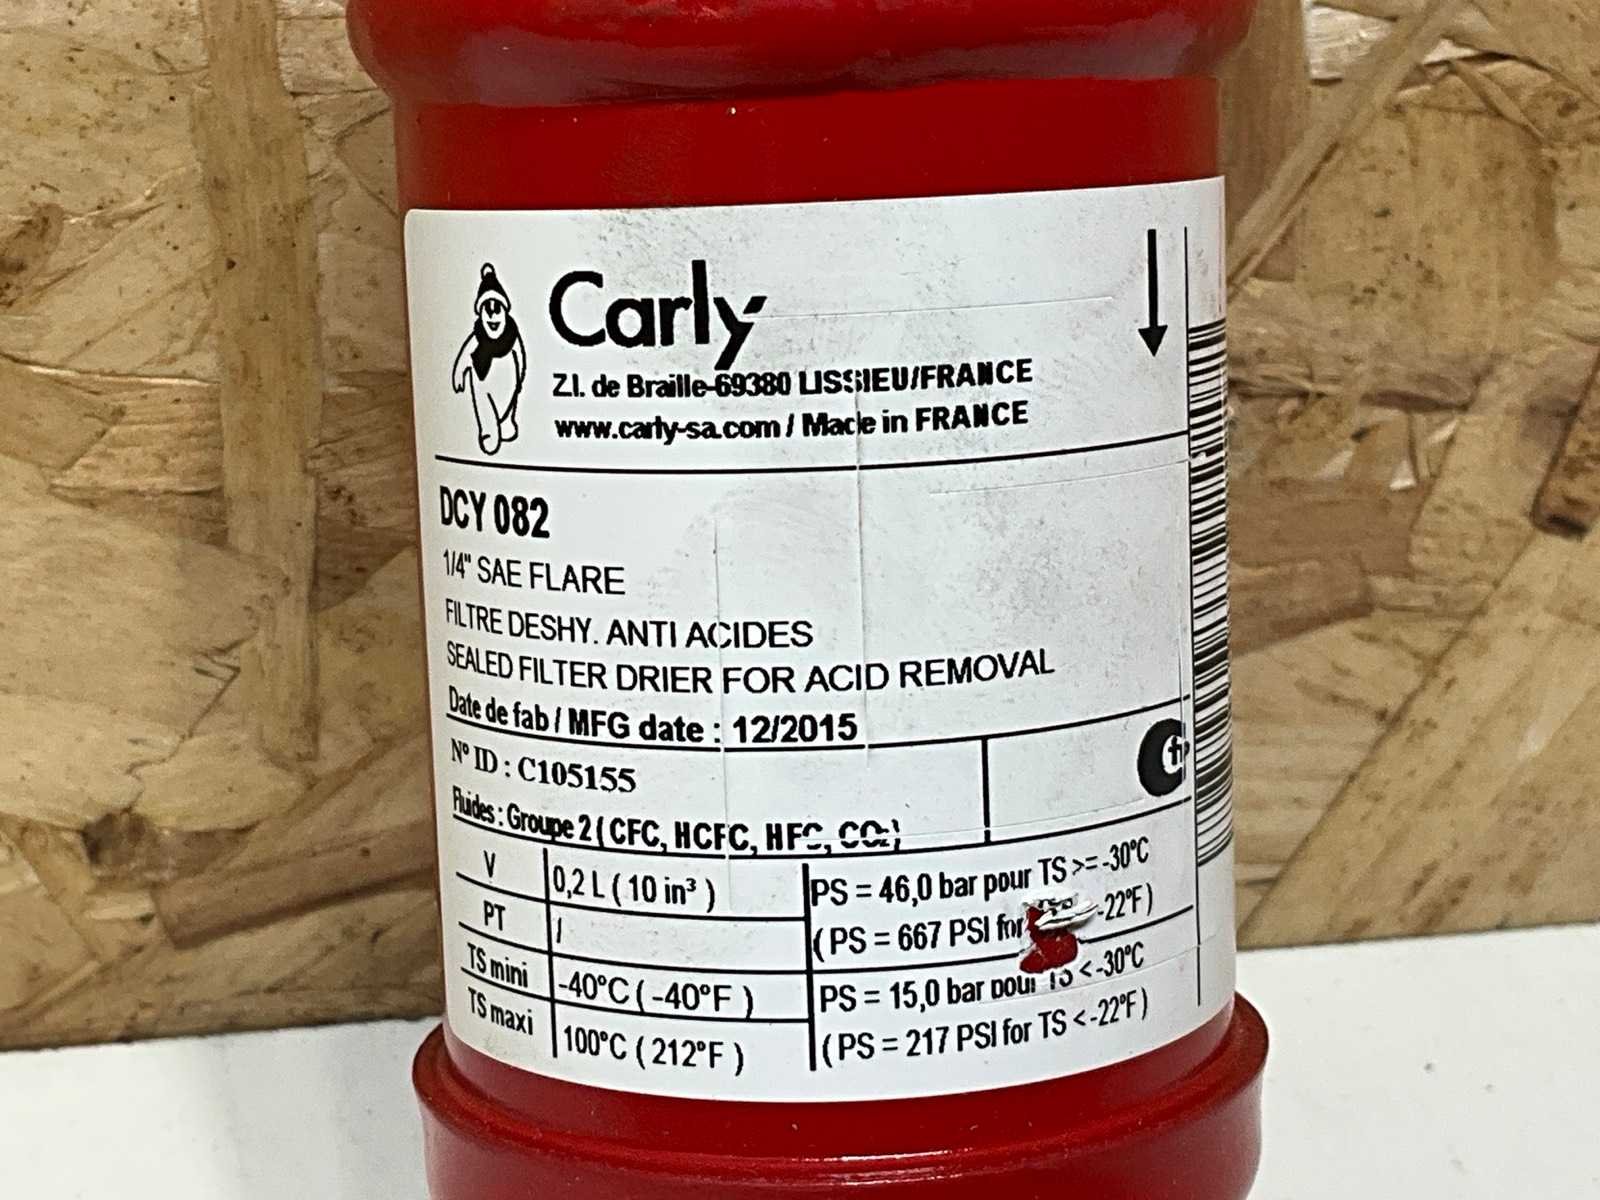 Carly
Z.I. de Braille-69380 LISSIEU/FRANCE
www.carly-sa.com / Made in FRANCE
DCY 082
1/4" SAE FLARE
FILTRE DESHY. ANTI ACIDES
SEALED FILTER DRIER FOR ACID REMOVAL
Date de fab / MFG date : 12/2015
N° ID : C105155
Fluides : Groupe 2 ( CFC, HCFC, HFC, CO₂)
V 0,2 L ( 10 in³ )
PT /
TS mini -40°C ( -40°F )
TS maxi 100°C ( 212°F )
PS = 46,0 bar pour TS >= -30°C
( PS = 667 PSI for -22°F )
PS = 15,0 bar pour TS < -30°C
( PS = 217 PSI for TS < -22°F )